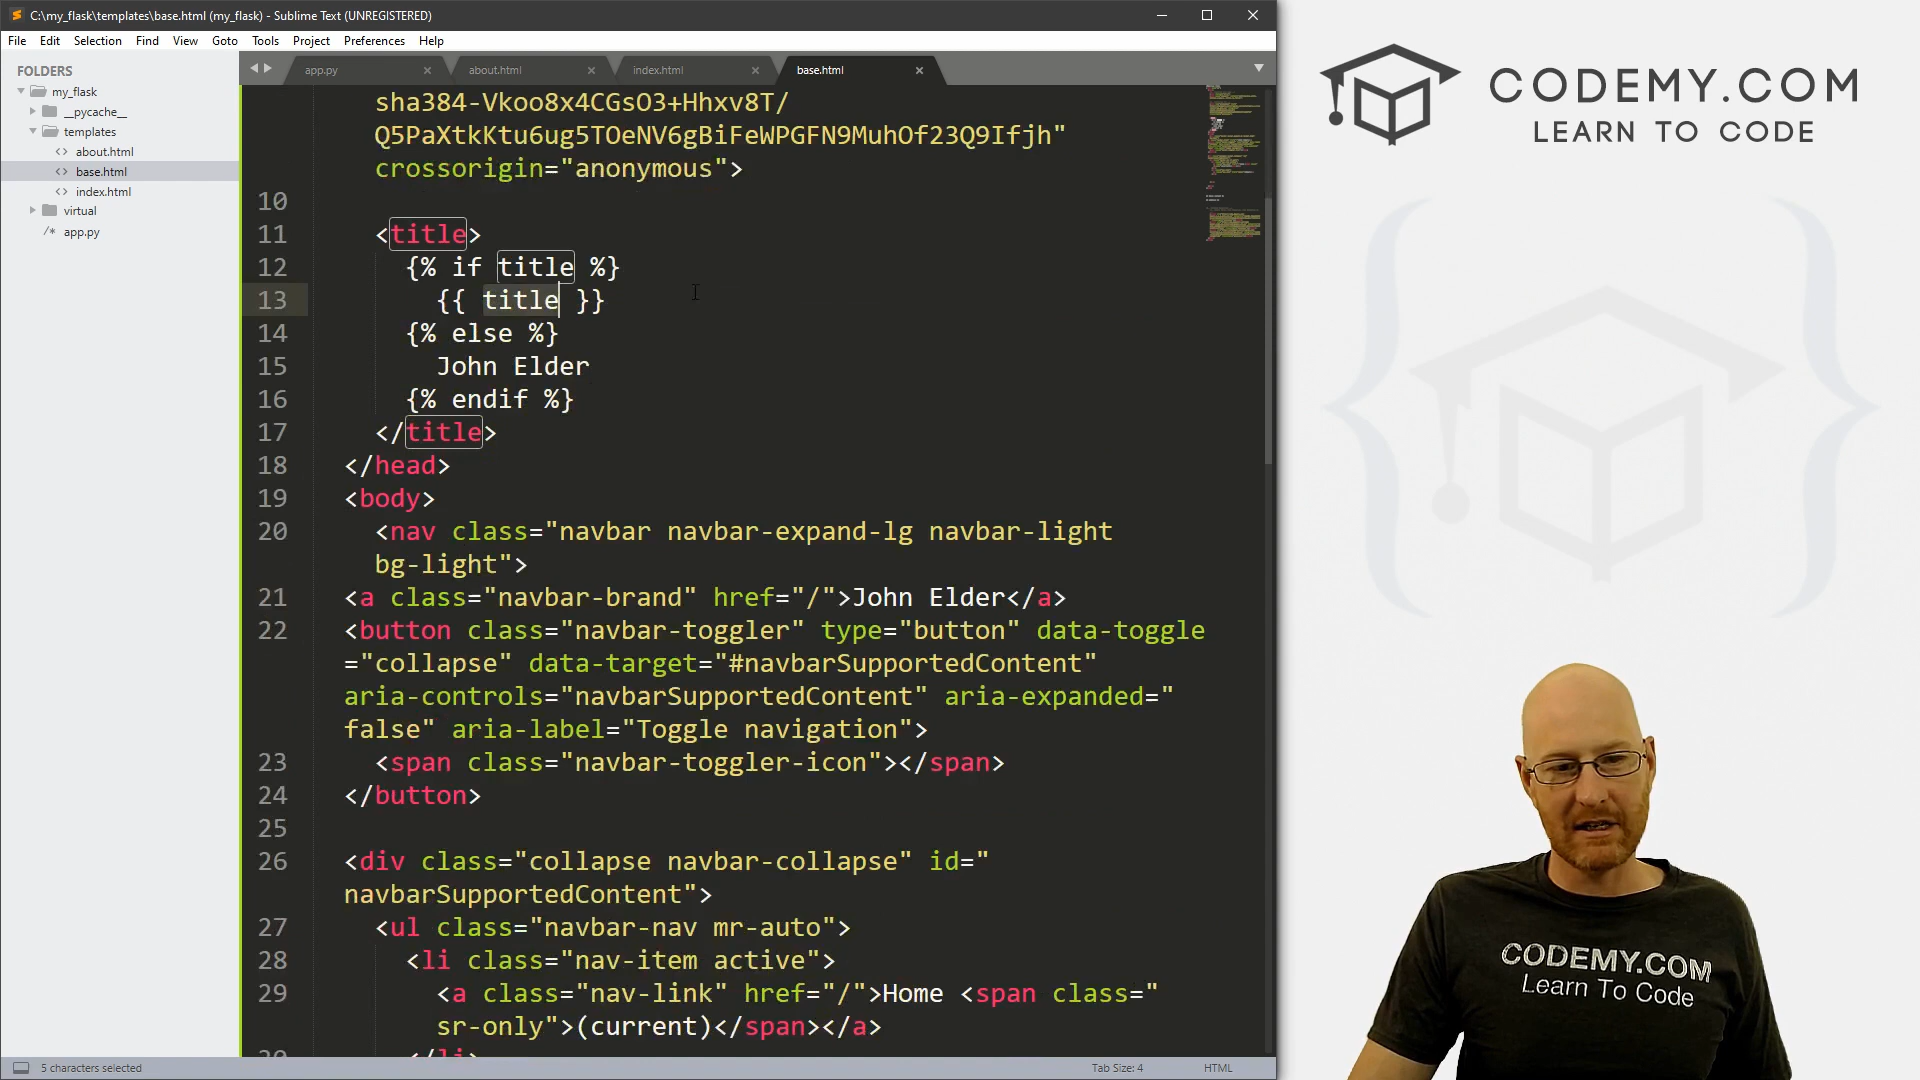 C:\my_flask\templates\base.html (my_flask) - Sublime Text (UNREGISTERED)
File Edit Selection Find View Goto Tools Project Preferences Help
FOLDERS
my_flask
__pycache__
templates
about.html
base.html
index.html
virtual
app.py
app.py about.html index.html base.html
sha384-Vkoo8x4CGsO3+Hhxv8T/
Q5PaXtkKtu6ug5TOeNV6gBiFeWPGFN9MuhOf23Q9Ifjh"
crossorigin="anonymous">
10
11 <title>
12 {% if title %}
13 {{ title }}
14 {% else %}
15 John Elder
16 {% endif %}
17 </title>
18 </head>
19 <body>
20 <nav class="navbar navbar-expand-lg navbar-light
bg-light">
21 <a class="navbar-brand" href="/">John Elder</a>
22 <button class="navbar-toggler" type="button" data-toggle
="collapse" data-target="#navbarSupportedContent"
aria-controls="navbarSupportedContent" aria-expanded="
false" aria-label="Toggle navigation">
23 <span class="navbar-toggler-icon"></span>
24 </button>
25
26 <div class="collapse navbar-collapse" id="
navbarSupportedContent">
27 <ul class="navbar-nav mr-auto">
28 <li class="nav-item active">
29 <a class="nav-link" href="/">Home <span class="
sr-only">(current)</span></a>
30 </li>
5 characters selected
Tab Size: 4
HTML
CODEMY.COM
LEARN TO CODE
CODEMY.COM
Learn To Code